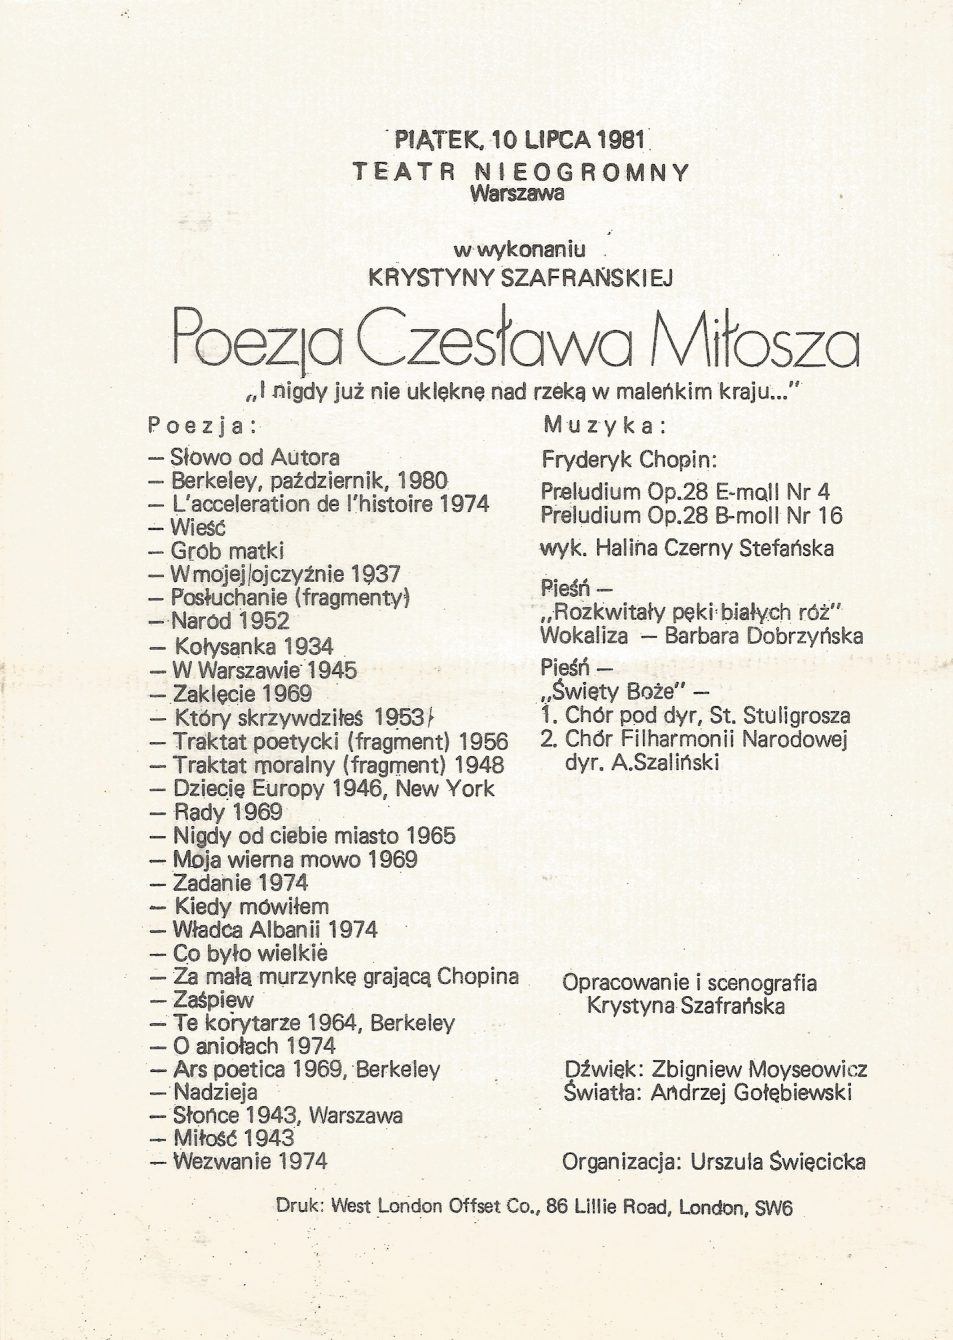 PIĄTEK, 10 LIPCA 1981
TEATR NIEOGROMNY
Warszawa
w wykonaniu
KRYSTYNY SZAFRAŃSKIEJ
Poezja Czesława Miłosza
„I nigdy już nie uklęknę nad rzeką w maleńkim kraju..."
Poezja:
— Słowo od Autora
— Berkeley, październik, 1980
— L'acceleration de l'histoire 1974
— Wieść
— Grób matki
— W mojej ojczyźnie 1937
— Posłuchanie (fragmenty)
— Naród 1952
— Kołysanka 1934
— W Warszawie 1945
— Zaklęcie 1969
— Który skrzywdziłeś 1953
— Traktat poetycki (fragment) 1956
— Traktat moralny (fragment) 1948
— Dziecię Europy 1946, New York
— Rady 1969
— Nigdy od ciebie miasto 1965
— Moja wierna mowo 1969
— Zadanie 1974
— Kiedy mówiłem
— Władca Albanii 1974
— Co było wielkie
— Za małą murzynkę grającą Chopina
— Zaśpiew
— Te korytarze 1964, Berkeley
— O aniołach 1974
— Ars poetica 1969, Berkeley
— Nadzieja
— Słońce 1943, Warszawa
— Miłość 1943
— Wezwanie 1974
Muzyka:
Fryderyk Chopin:
Preludium Op.28 E-moll Nr 4
Preludium Op.28 B-moll Nr 16
wyk. Halina Czerny Stefańska
Pieśń —
„Rozkwitały pęki białych róż"
Wokaliza — Barbara Dobrzyńska
Pieśń —
„Święty Boże" —
1. Chór pod dyr, St. Stuligrosza
2. Chór Filharmonii Narodowej
dyr. A.Szaliński
Opracowanie i scenografia
Krystyna Szafrańska
Dźwięk: Zbigniew Moyseowicz
Światła: Andrzej Gołębiewski
Organizacja: Urszula Święcicka
Druk: West London Offset Co., 86 Lillie Road, London, SW6